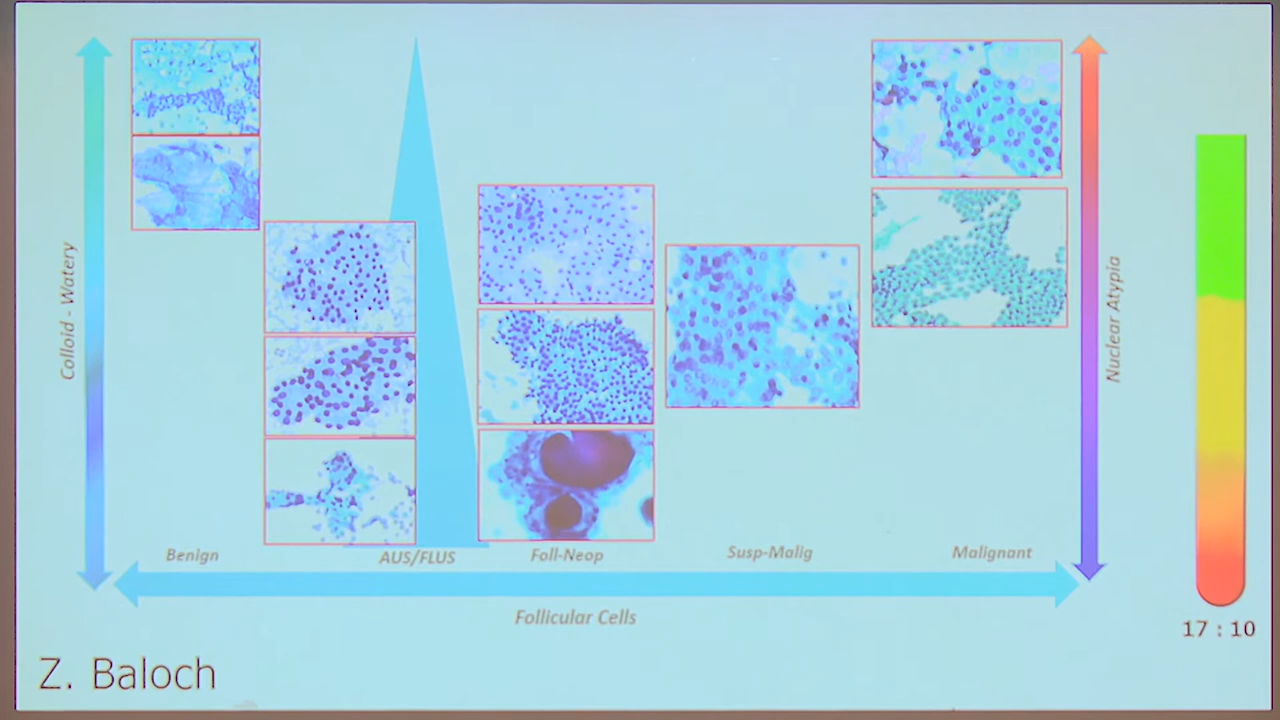 Colloid - Watery
Nuclear Atypia
Benign
AUS/FLUS
Foll-Neop
Susp-Malig
Malignant
Follicular Cells
17 : 10
Z. Baloch